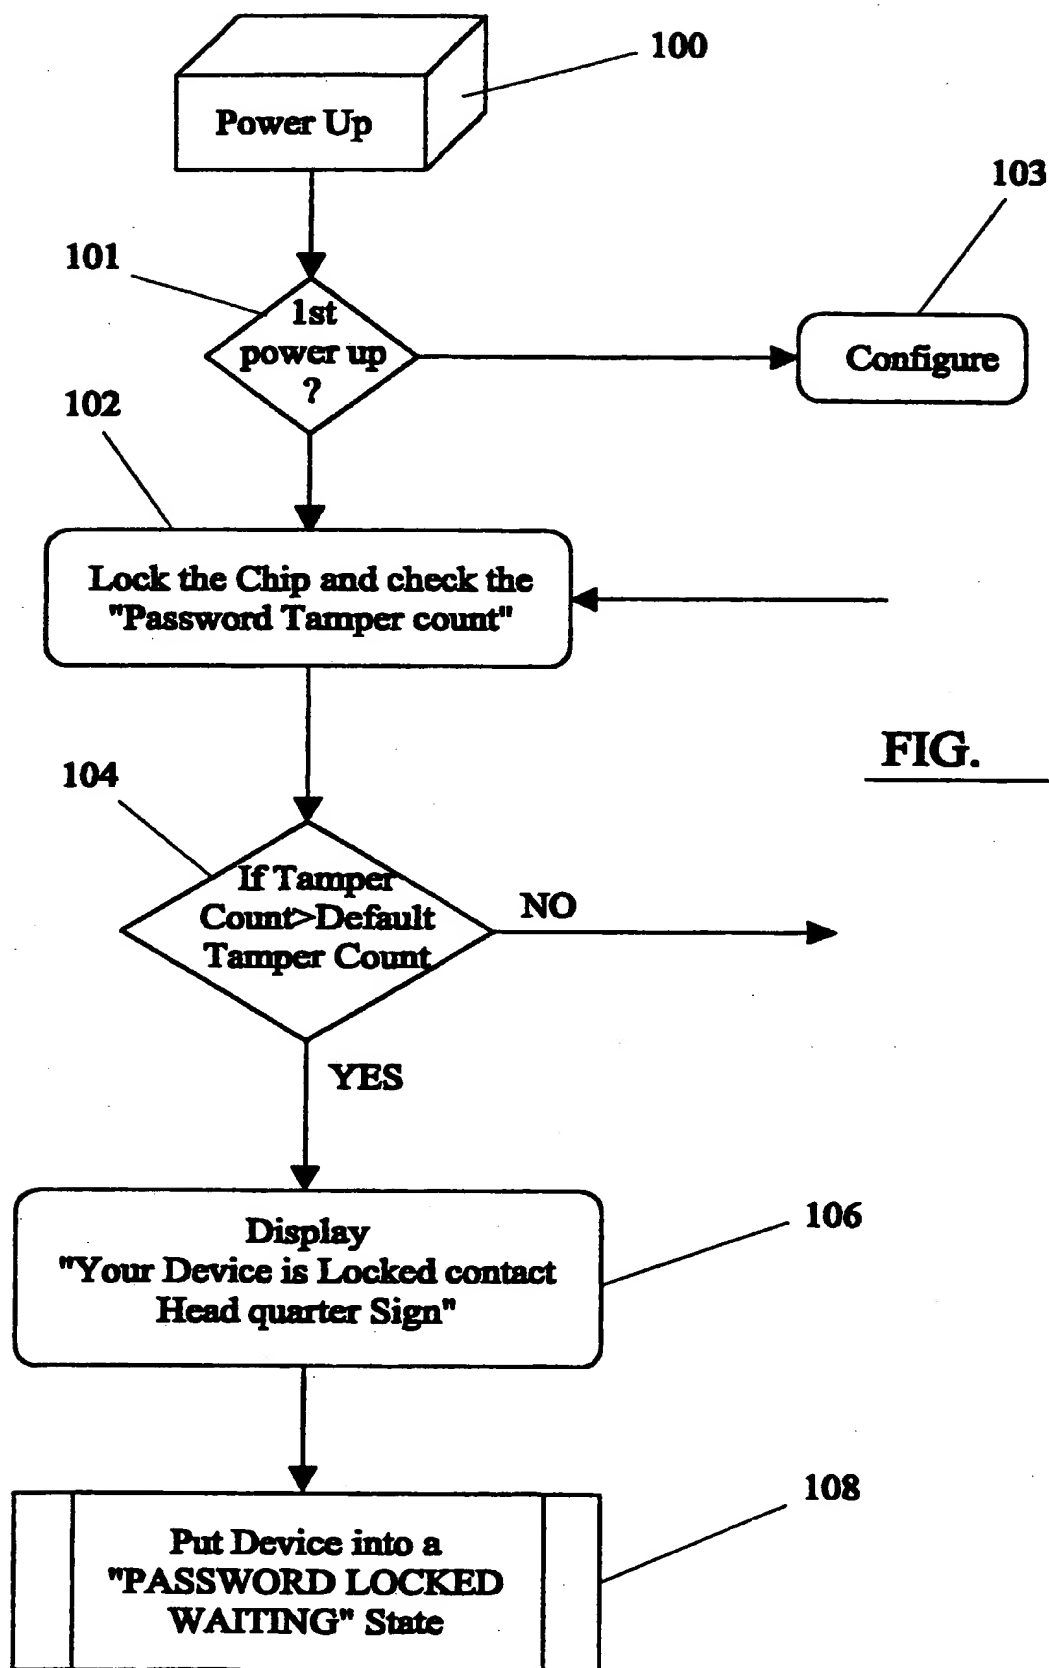 100
Power Up
103
101
1st
power up
?
Configure
102
Lock the Chip and check the
"Password Tamper count"
FIG.
104
If Tamper
Count>Default
Tamper Count
NO
YES
Display
"Your Device is Locked contact
Head quarter Sign"
106
108
Put Device into a
"PASSWORD LOCKED
WAITING" State